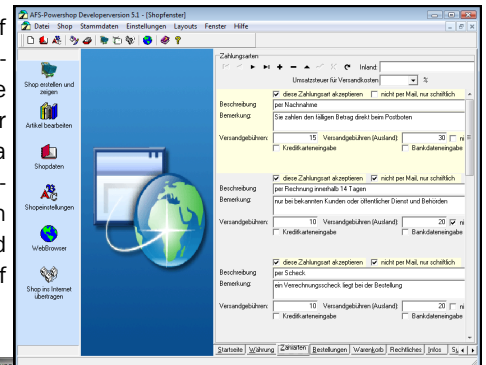 AFS-Powershop Developerversion 5.1 - [Shopfenster]
Datei Shop Stammdaten Einstellungen Layouts Fenster Hilfe
Shop erstellen und
zeigen
Artikel bearbeiten
Shopdaten
Shopeinstellungen
WebBrowser
Shop ins Internet
übertragen
Zahlungsarten
Inland:
Umsatzsteuer für Versandkosten %
diese Zahlungsart akzeptieren nicht per Mail, nur schriftlich
Beschreibung per Nachnahme
Bemerkung: Sie zahlen den fälligen Betrag direkt beim Postboten
Versandgebühren: 15 Versandgebühren (Ausland): 30 ni
Kreditkarteneingabe Bankdateneingabe
diese Zahlungsart akzeptieren nicht per Mail, nur schriftlich
Beschreibung per Rechnung innerhalb 14 Tagen
Bemerkung: nur bei bekannten Kunden oder öffentlicher Dienst und Behörden
Versandgebühren: 10 Versandgebühren (Ausland): 20 ni
Kreditkarteneingabe Bankdateneingabe
diese Zahlungsart akzeptieren nicht per Mail, nur schriftlich
Beschreibung per Scheck
Bemerkung: ein Verrechnungsscheck liegt bei der Bestellung
Versandgebühren: 10 Versandgebühren (Ausland): 20 ni
Kreditkarteneingabe Bankdateneingabe
Startseite Währung Zahlarten Bestellungen Warenkorb Rechtliches Infos